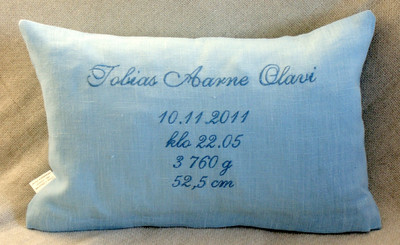 Tobias Aarne Olavi
10.11.2011
klo 22.05
3 760 g
52,5 cm